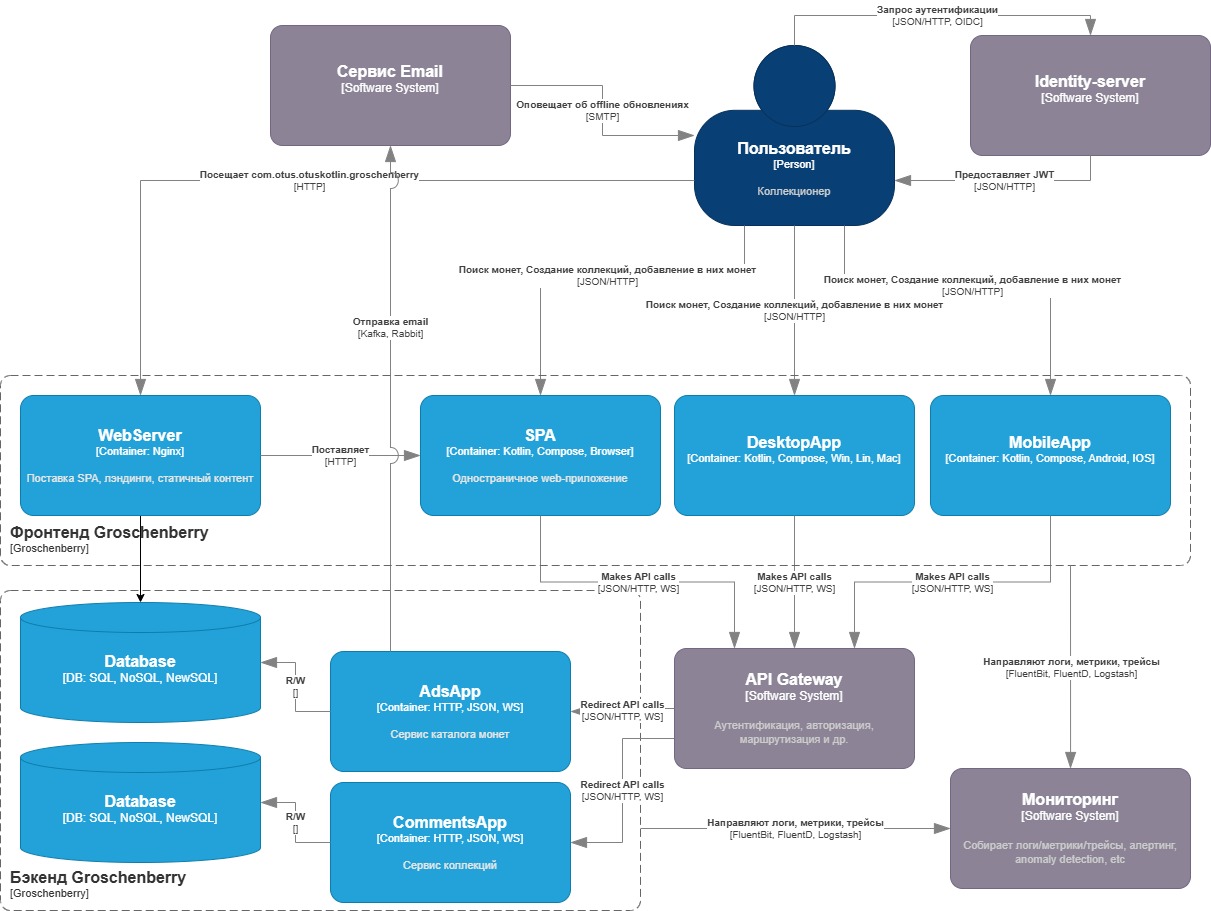 Запрос аутентификации
[JSON/HTTP, OIDC]
Сервис Email
[Software System]
Identity-server
[Software System]
Оповещает об offline обновлениях
[SMTP]
Пользователь
[Person]
Коллекционер
Посещает com.otus.otuskotlin.groschenberry
[HTTP]
Предоставляет JWT
[JSON/HTTP]
Поиск монет, Создание коллекций, добавление в них монет
[JSON/HTTP]
Поиск монет, Создание коллекций, добавление в них монет
[JSON/HTTP]
Поиск монет, Создание коллекций, добавление в них монет
[JSON/HTTP]
Отправка email
[Kafka, Rabbit]
WebServer
[Container: Nginx]
Поставка SPA, лэндинги, статичный контент
Поставляет
[HTTP]
SPA
[Container: Kotlin, Compose, Browser]
Одностраничное web-приложение
DesktopApp
[Container: Kotlin, Compose, Win, Lin, Mac]
MobileApp
[Container: Kotlin, Compose, Android, IOS]
Фронтенд Groschenberry
[Groschenberry]
Makes API calls
[JSON/HTTP, WS]
Makes API calls
[JSON/HTTP, WS]
Makes API calls
[JSON/HTTP, WS]
Database
[DB: SQL, NoSQL, NewSQL]
R/W
[]
AdsApp
[Container: HTTP, JSON, WS]
Сервис каталога монет
Redirect API calls
[JSON/HTTP, WS]
API Gateway
[Software System]
Аутентификация, авторизация,
маршрутизация и др.
Направляют логи, метрики, трейсы
[FluentBit, FluentD, Logstash]
Database
[DB: SQL, NoSQL, NewSQL]
R/W
[]
CommentsApp
[Container: HTTP, JSON, WS]
Сервис коллекций
Redirect API calls
[JSON/HTTP, WS]
Направляют логи, метрики, трейсы
[FluentBit, FluentD, Logstash]
Мониторинг
[Software System]
Собирает логи/метрики/трейсы, алертинг,
anomaly detection, etc
Бэкенд Groschenberry
[Groschenberry]